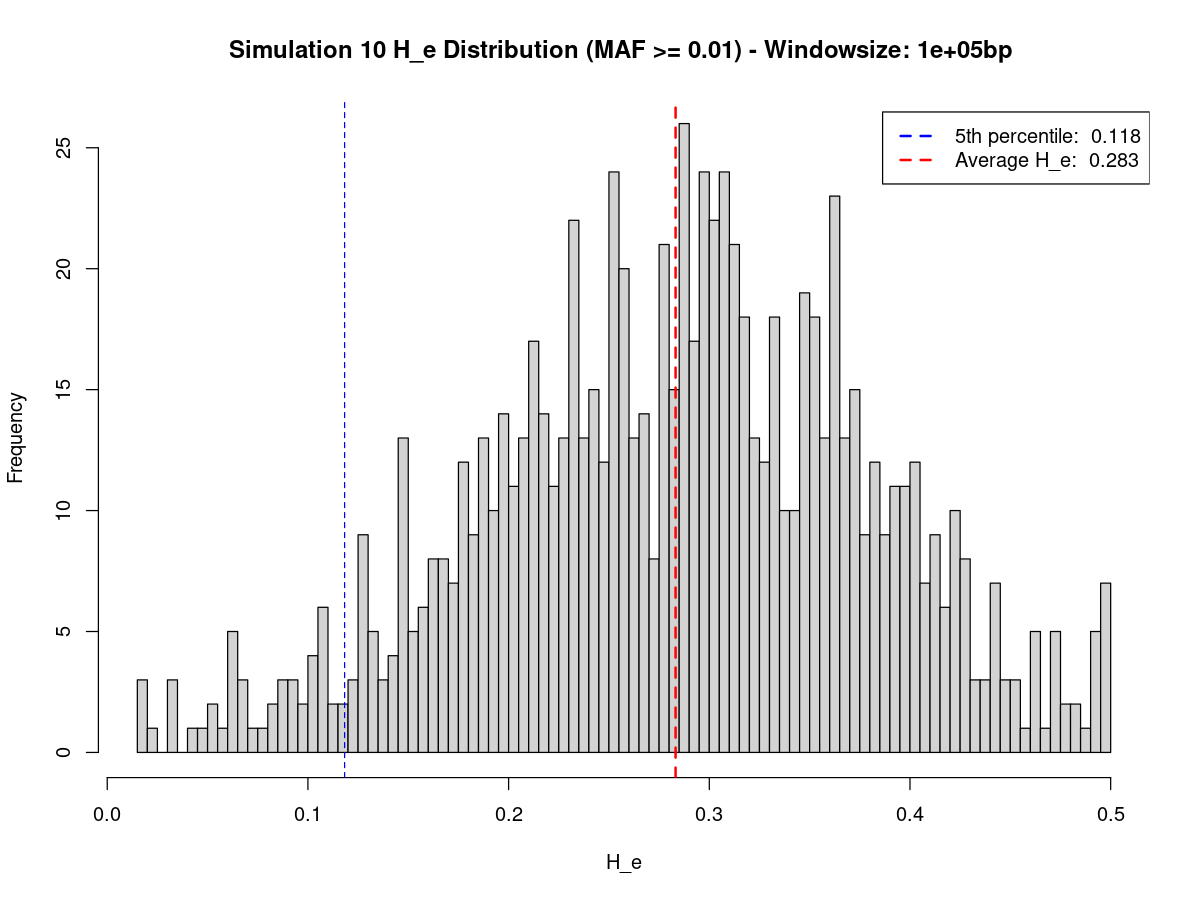 Simulation 10 H_e Distribution (MAF >= 0.01) - Windowsize: 1e+05bp
5th percentile:  0.118
Average H_e:  0.283
Frequency
25
20
15
10
5
0
0.0 0.1 0.2 0.3 0.4 0.5
H_e